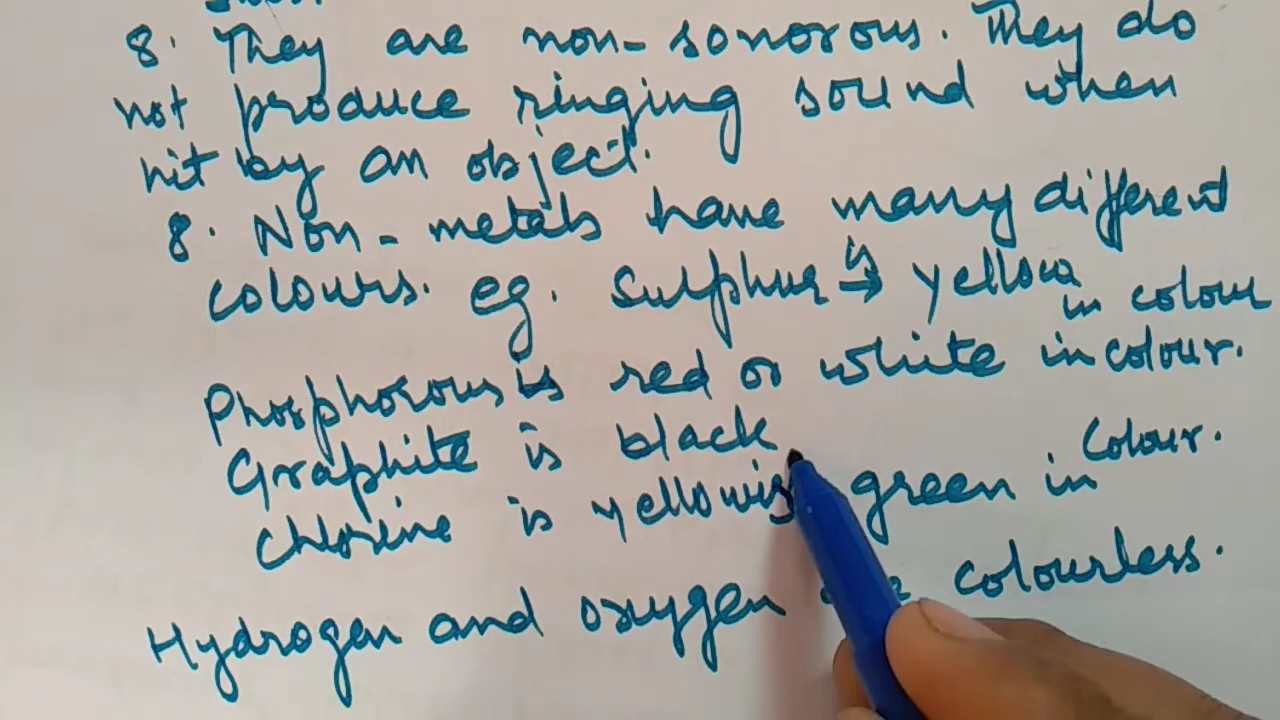 8. They are non-sonorous. They do
not produce ringing sound when
hit by an object.
8. Non-metals have many different
colours. eg. Sulphur is → yellow in colour
Phosphorous is red or white in colour.
Graphite is black
Chlorine is yellowis green in colour.
Hydrogen and oxygen colourless.